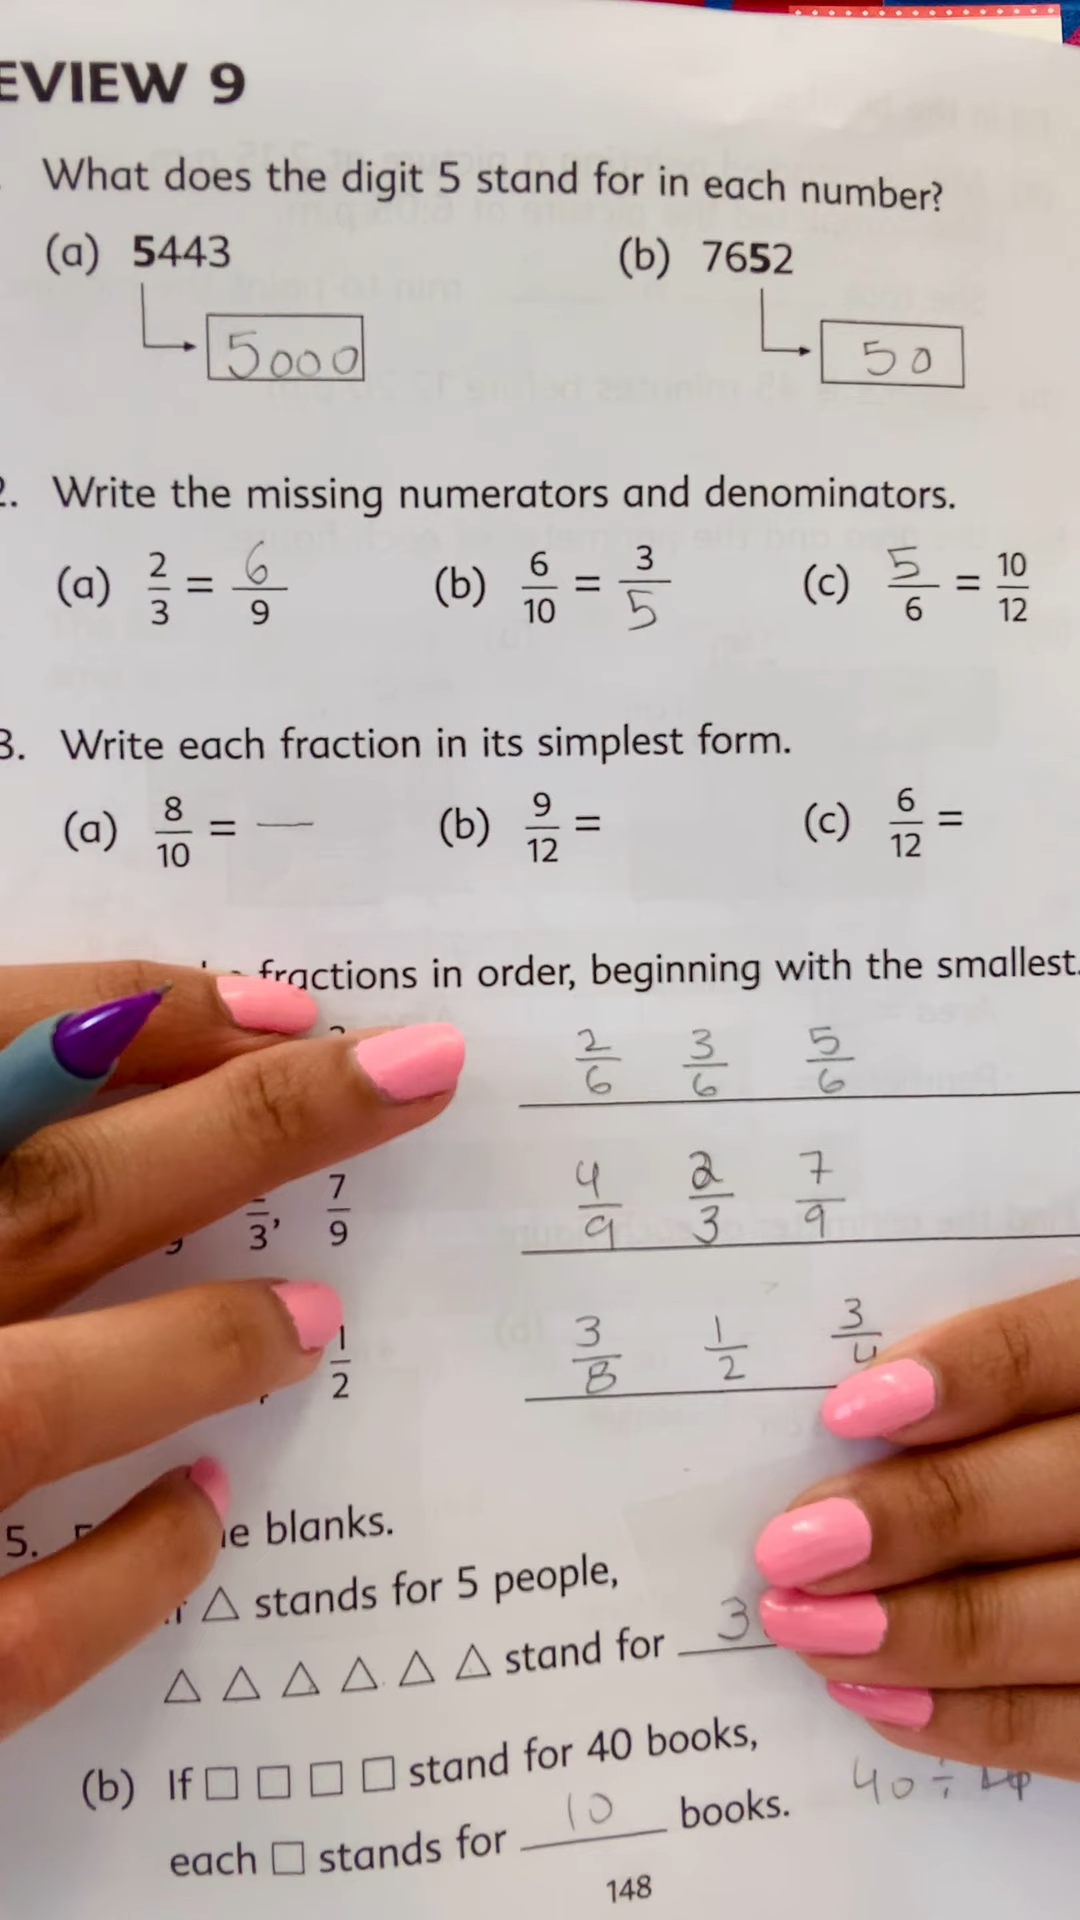 EVIEW 9
What does the digit 5 stand for in each number?
(a) 5443 (b) 7652
5000 50
2. Write the missing numerators and denominators.
(a) 2/3 = 6/9 (b) 6/10 = 3/5 (c) 5/6 = 10/12
3. Write each fraction in its simplest form.
(a) 8/10 = — (b) 9/12 = (c) 6/12 =
fractions in order, beginning with the smallest.
2/6 3/6 5/6
3, 7/9 4/9 2/3 7/9
1/2 3/8 1/2 3/4
5. blanks.
△ stands for 5 people,
△ △ △ △ △ △ stand for 3
(b) If □ □ □ □ stand for 40 books,
40 ÷
each □ stands for 10 books.
148